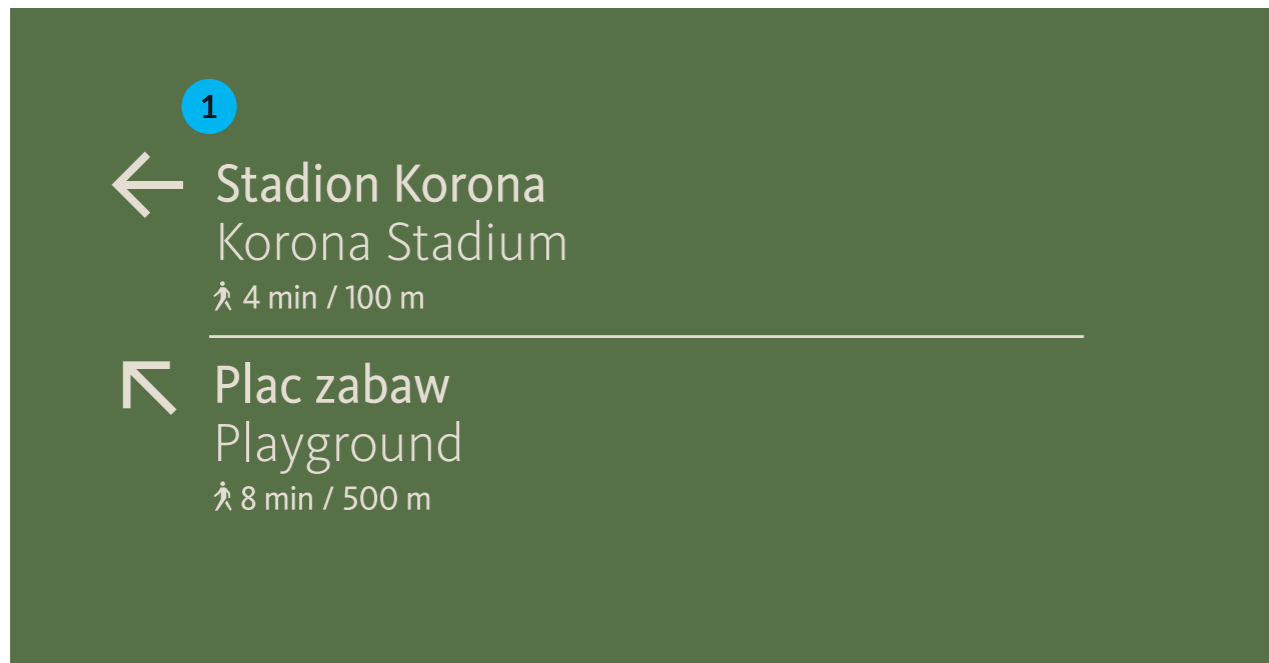 1
Stadion Korona
Korona Stadium
4 min / 100 m
Plac zabaw
Playground
8 min / 500 m